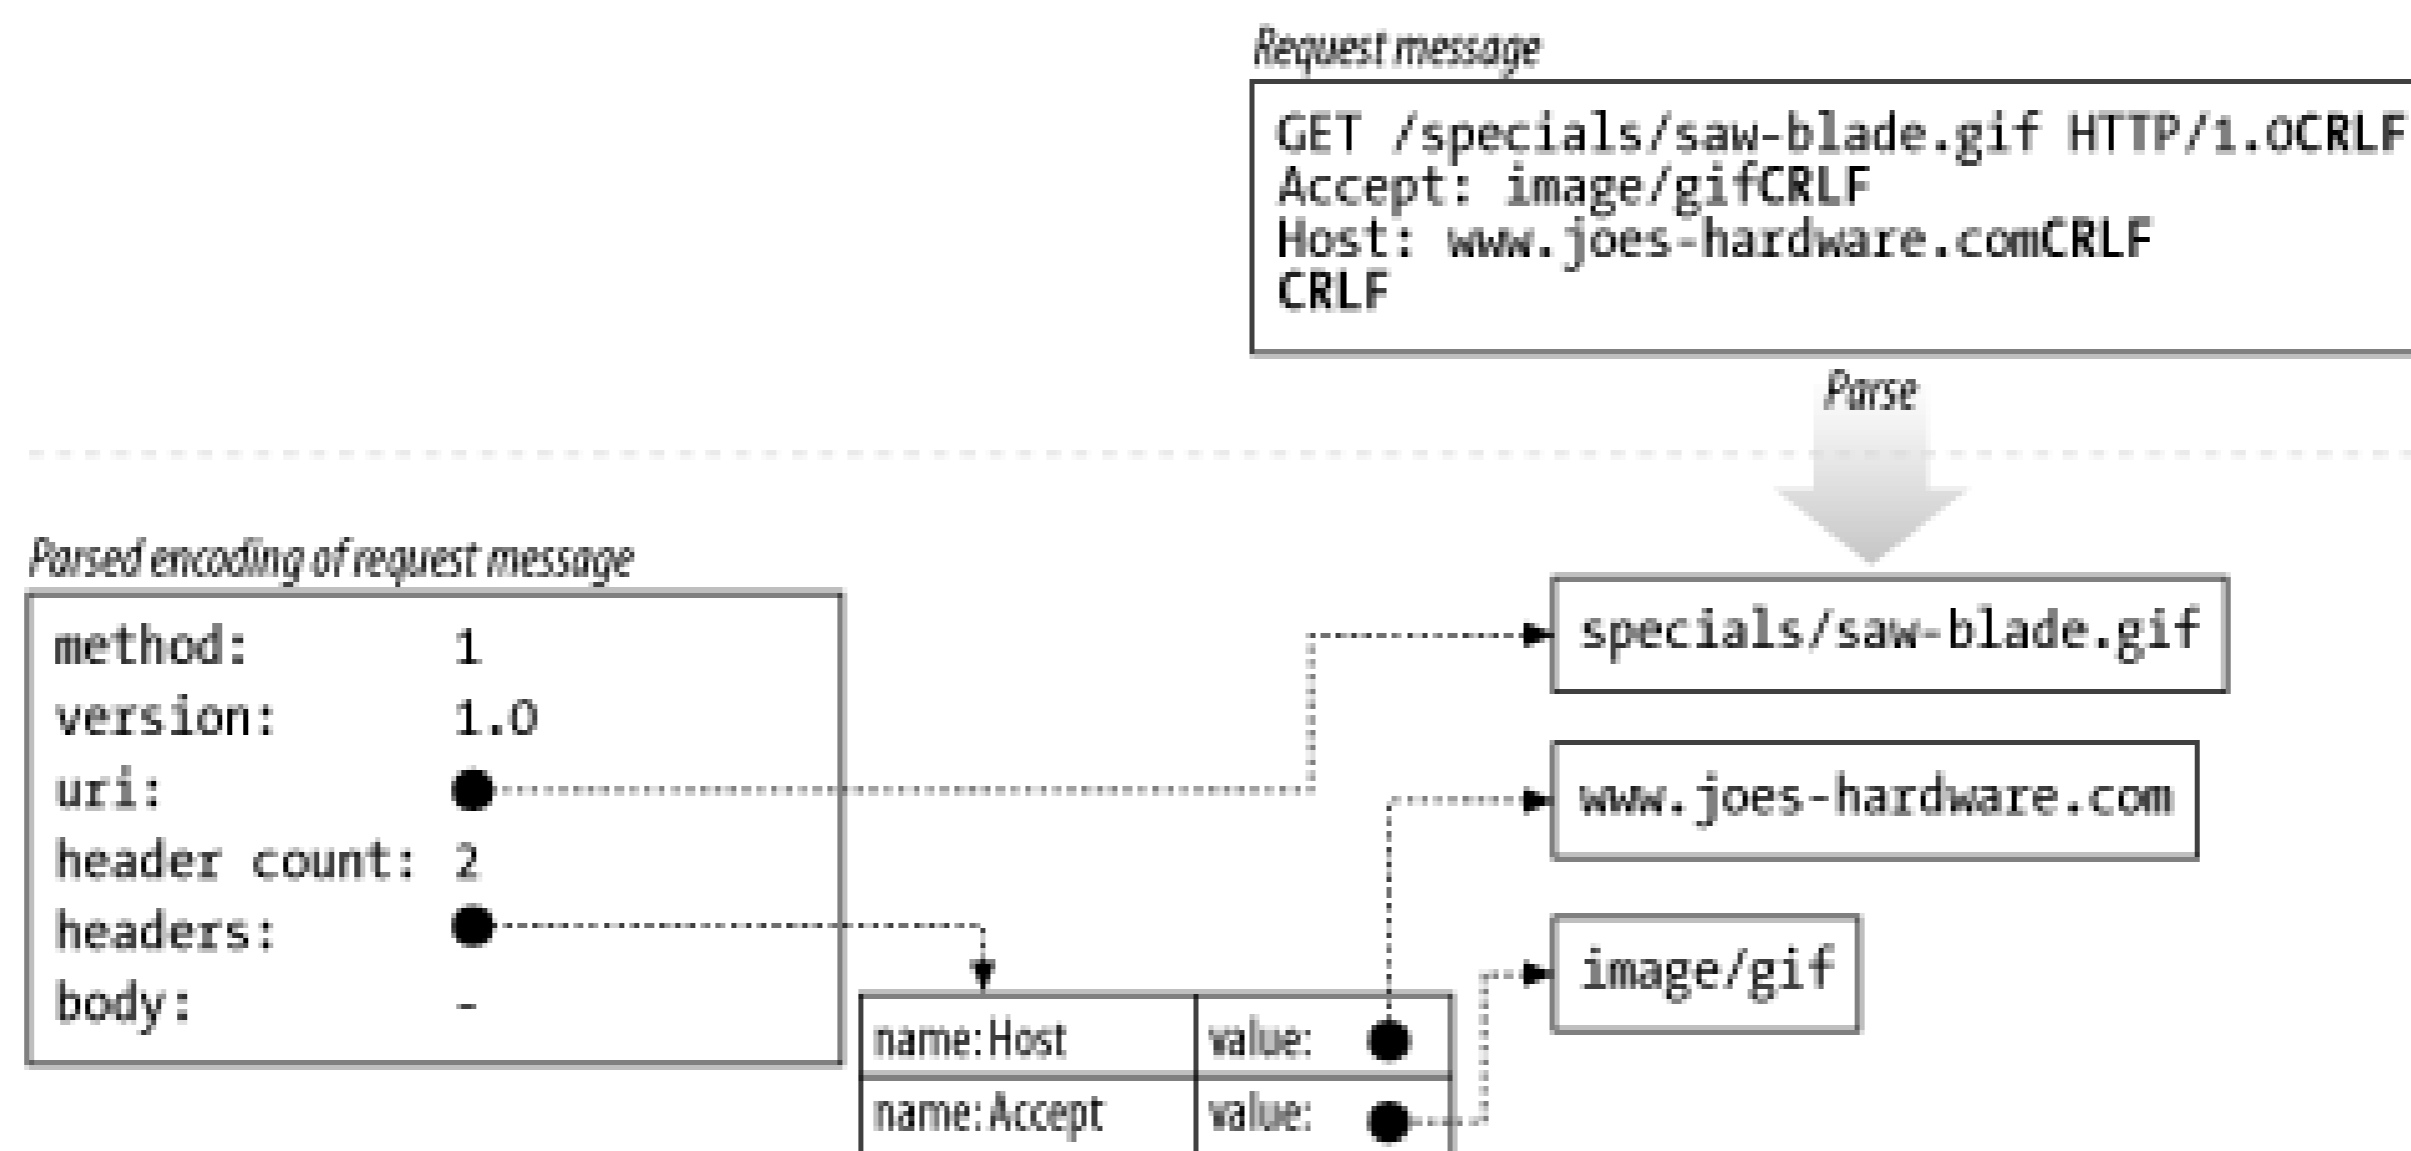 Request message
GET /specials/saw-blade.gif HTTP/1.0CRLF
Accept: image/gifCRLF
Host: www.joes-hardware.comCRLF
CRLF
Parse
Parsed encoding of request message
method: 1
version: 1.0
uri:
header count: 2
headers:
body: -
specials/saw-blade.gif
www.joes-hardware.com
image/gif
name: Host value:
name: Accept value: